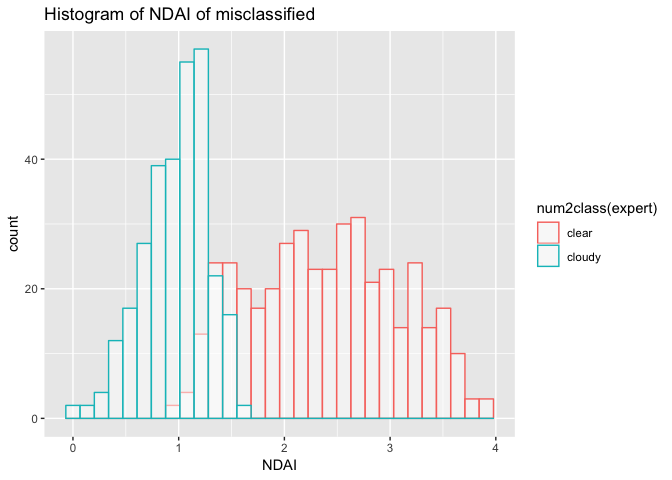 Histogram of NDAI of misclassified
count
40
20
0
0 1 2 3 4
NDAI
num2class(expert)
clear
cloudy